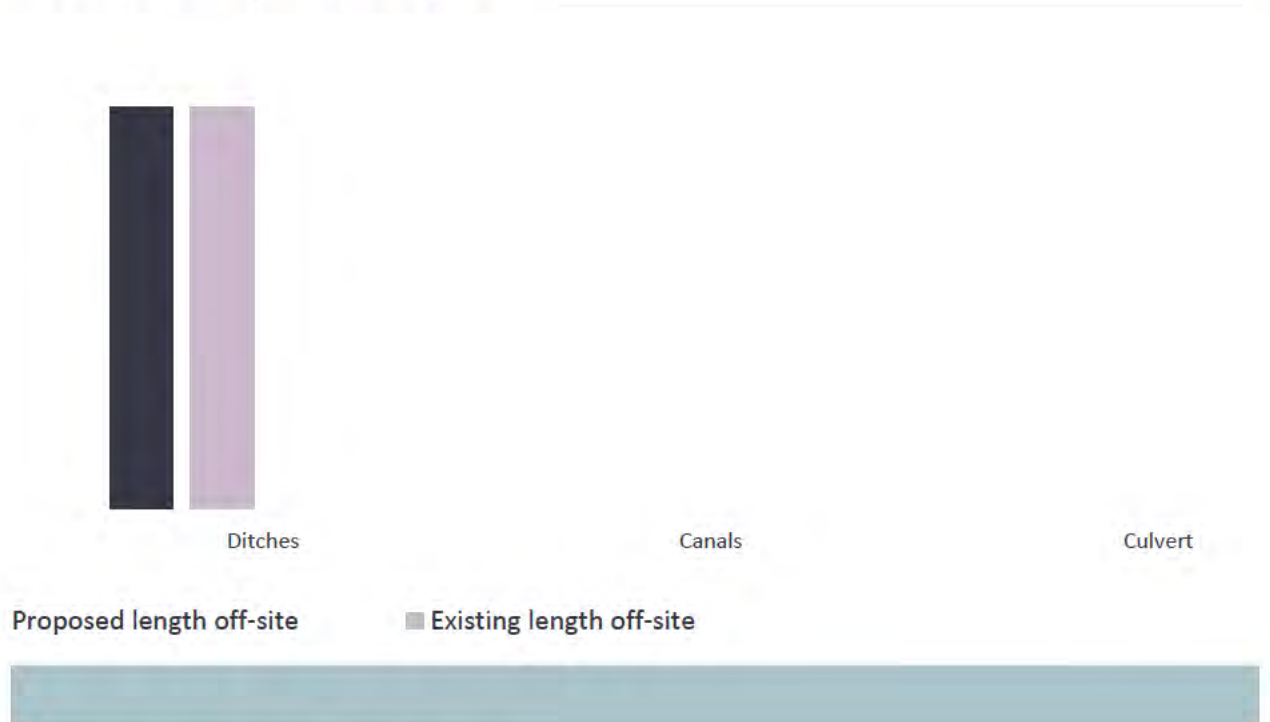 Ditches Canals Culvert
Proposed length off-site Existing length off-site